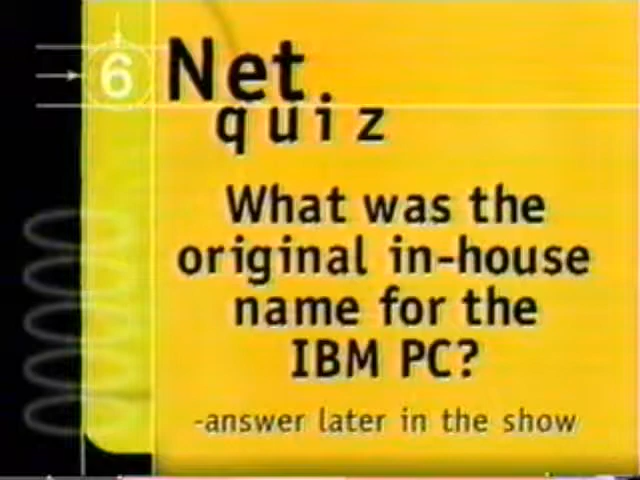 6
Net
quiz
What was the
original in-house
name for the
IBM PC?
-answer later in the show